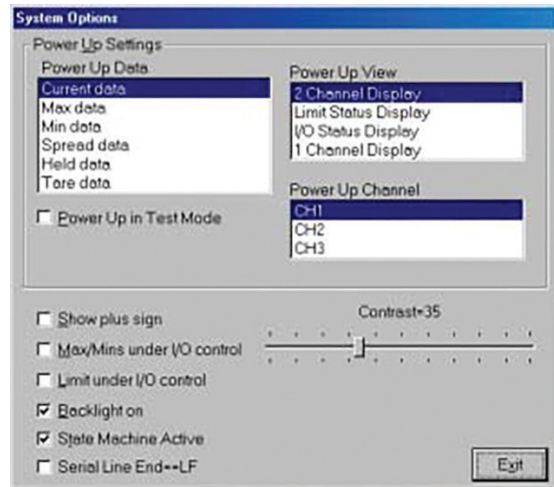 System Options
Power Up Settings
Power Up Data
Current data
Max data
Min data
Spread data
Held data
Tare data
Power Up View
2 Channel Display
Limit Status Display
I/O Status Display
1 Channel Display
Power Up in Test Mode
Power Up Channel
CH1
CH2
CH3
Show plus sign
Max/Mins under I/O control
Limit under I/O control
Backlight on
State Machine Active
Serial Line End==LF
Contrast=35
Exit